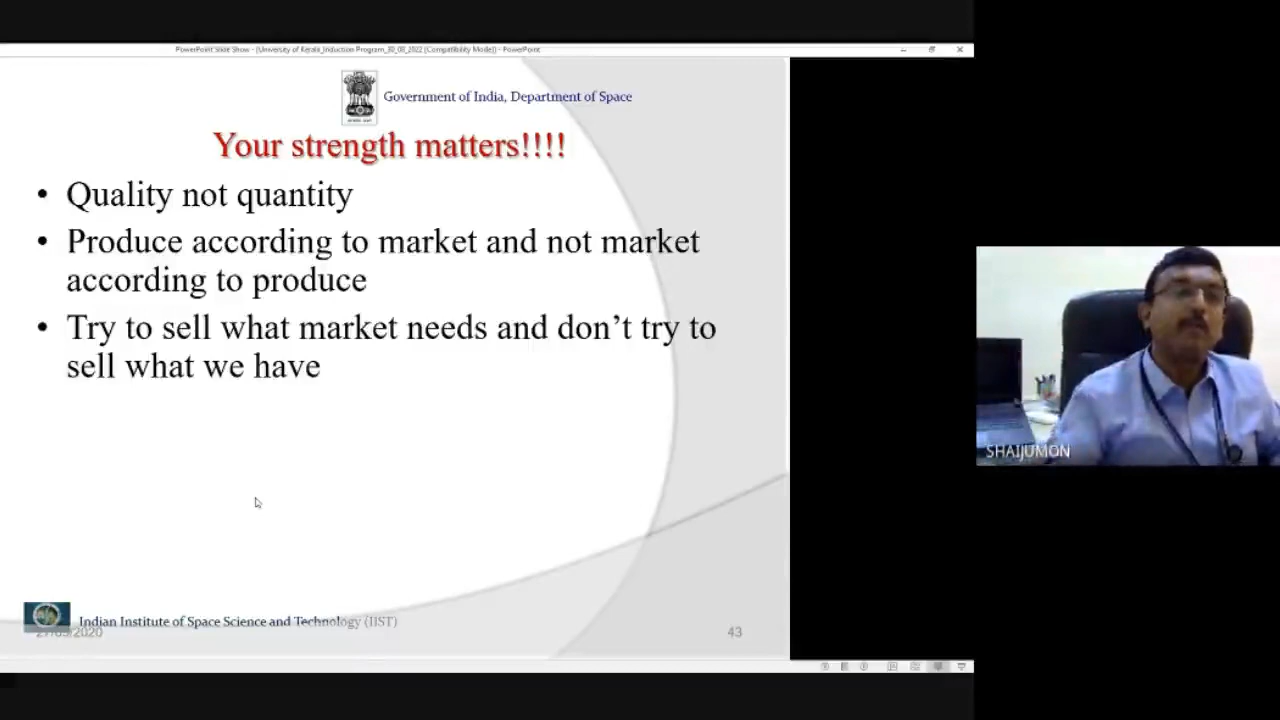 PowerPoint Slide Show - [University of Kerala_Induction Program_30_08_2022 [Compatibility Mode]] - PowerPoint
Government of India, Department of Space
Your strength matters!!!!
• Quality not quantity
• Produce according to market and not market
according to produce
• Try to sell what market needs and don’t try to
sell what we have
SHAIJUMON
Indian Institute of Space Science and Technology (IIST)
43